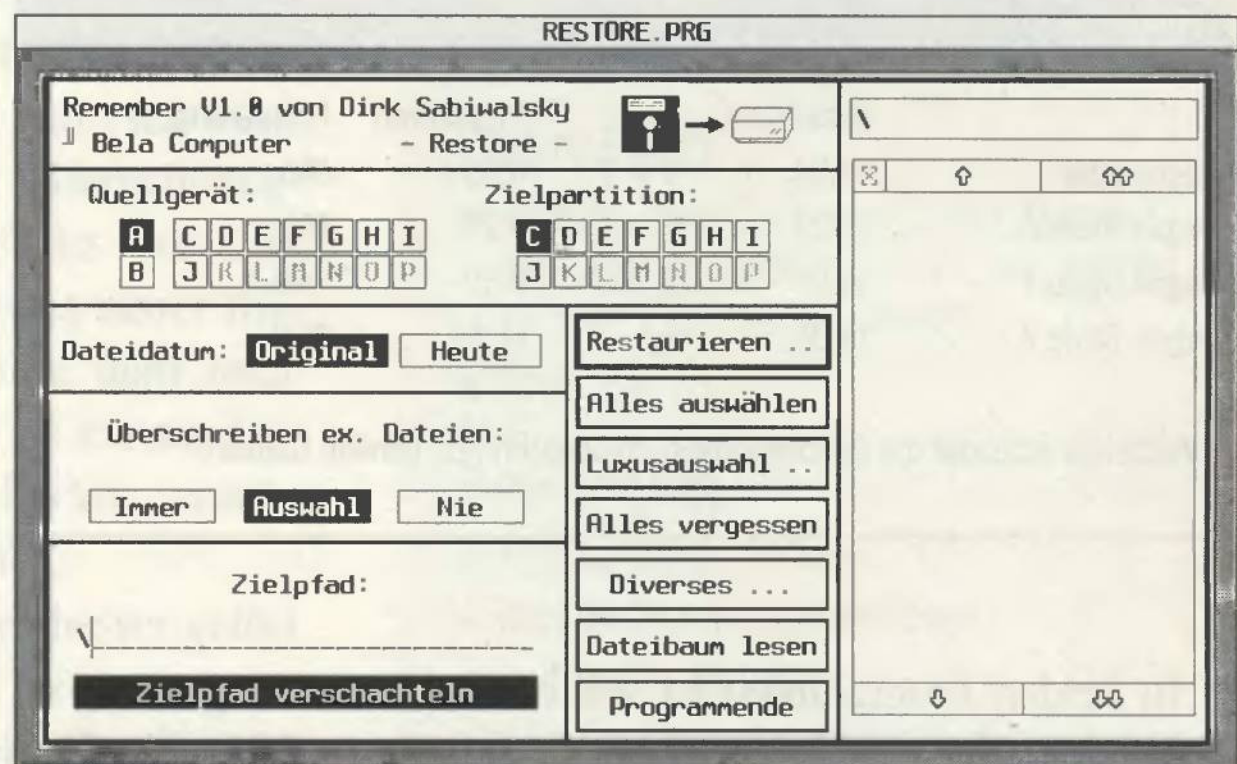 RESTORE.PRG
Remember V1.0 von Dirk Sabiwalsky
Bela Computer - Restore -
\
Quellgerät: Zielpartition:
A C D E F G H I C D E F G H I
B J K L M N O P J K L M N O P
Dateidatum: Original Heute
Restaurieren ..
Alles auswählen
Überschreiben ex. Dateien:
Luxusauswahl ..
Immer Auswahl Nie
Alles vergessen
Zielpfad:
Diverses ...
\
Dateibaum lesen
Zielpfad verschachteln
Programmende